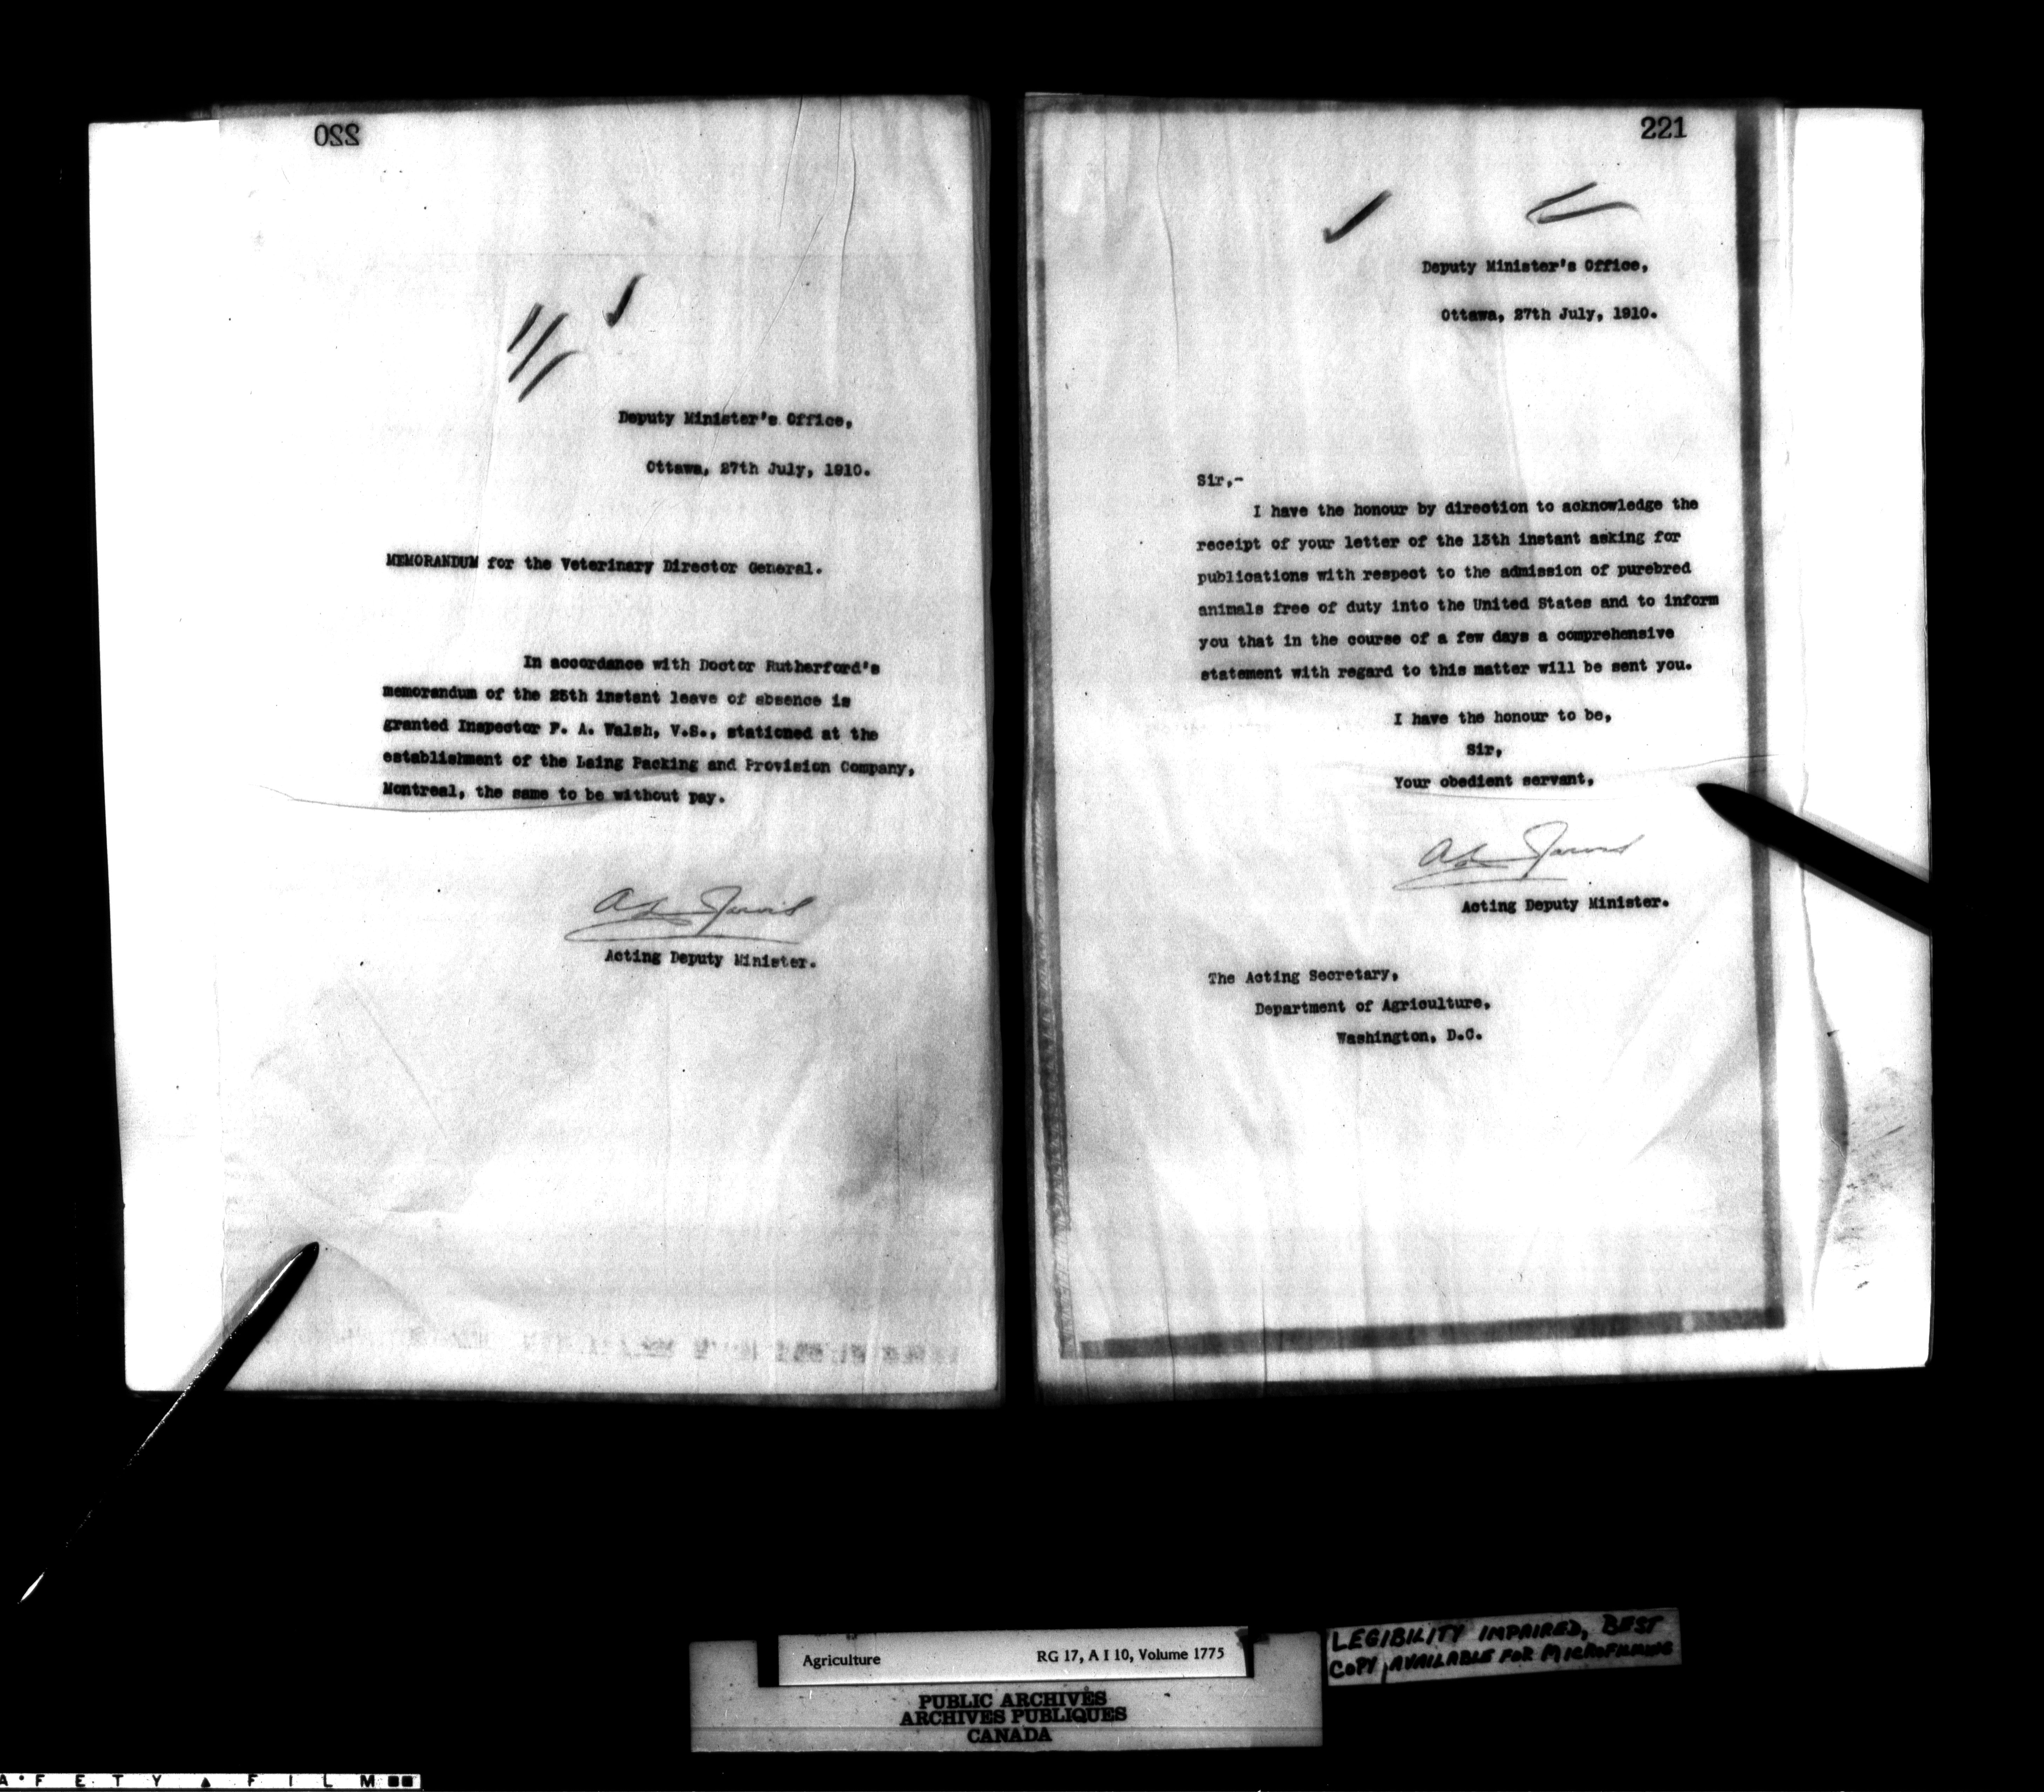 220
Deputy Minister's Office,
Ottawa, 27th July, 1910.
MEMORANDUM for the Veterinary Director General.
In accordance with Doctor Rutherford's
memorandum of the 25th instant leave of absence is
granted Inspector F. A. Walsh, V.S., stationed at the
establishment of the Laing Packing and Provision Company,
Montreal, the same to be without pay.
Acting Deputy Minister.
221
Deputy Minister's Office,
Ottawa, 27th July, 1910.
Sir,-
I have the honour by direction to acknowledge the
receipt of your letter of the 13th instant asking for
publications with respect to the admission of purebred
animals free of duty into the United States and to inform
you that in the course of a few days a comprehensive
statement with regard to this matter will be sent you.
I have the honour to be,
Sir,
Your obedient servant,
Acting Deputy Minister.
The Acting Secretary,
Department of Agriculture,
Washington, D.C.
Agriculture RG 17, A I 10, Volume 1775
PUBLIC ARCHIVES
ARCHIVES PUBLIQUES
CANADA
LEGIBILITY IMPAIRED, BEST
COPY AVAILABLE FOR MICROFILMING
AFETY FILM